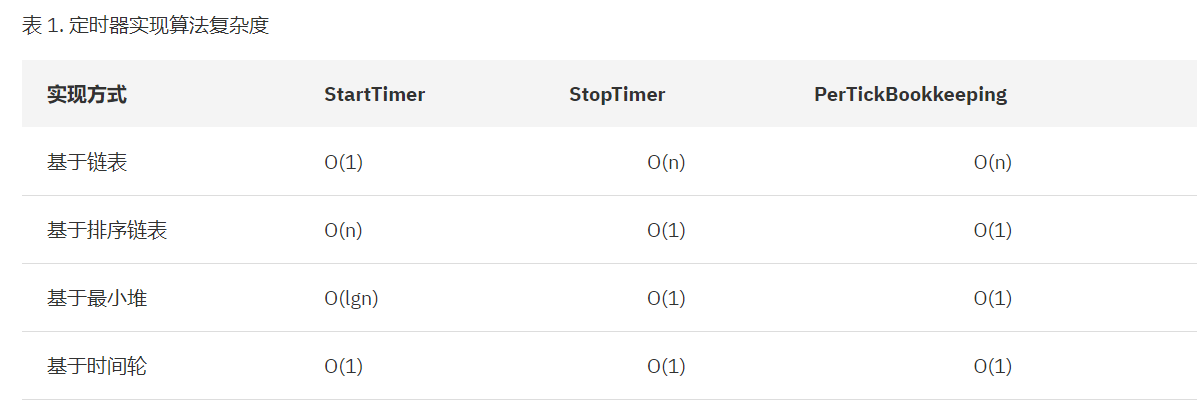 表 1. 定时器实现算法复杂度
实现方式 StartTimer StopTimer PerTickBookkeeping
基于链表 O(1) O(n) O(n)
基于排序链表 O(n) O(1) O(1)
基于最小堆 O(lgn) O(1) O(1)
基于时间轮 O(1) O(1) O(1)